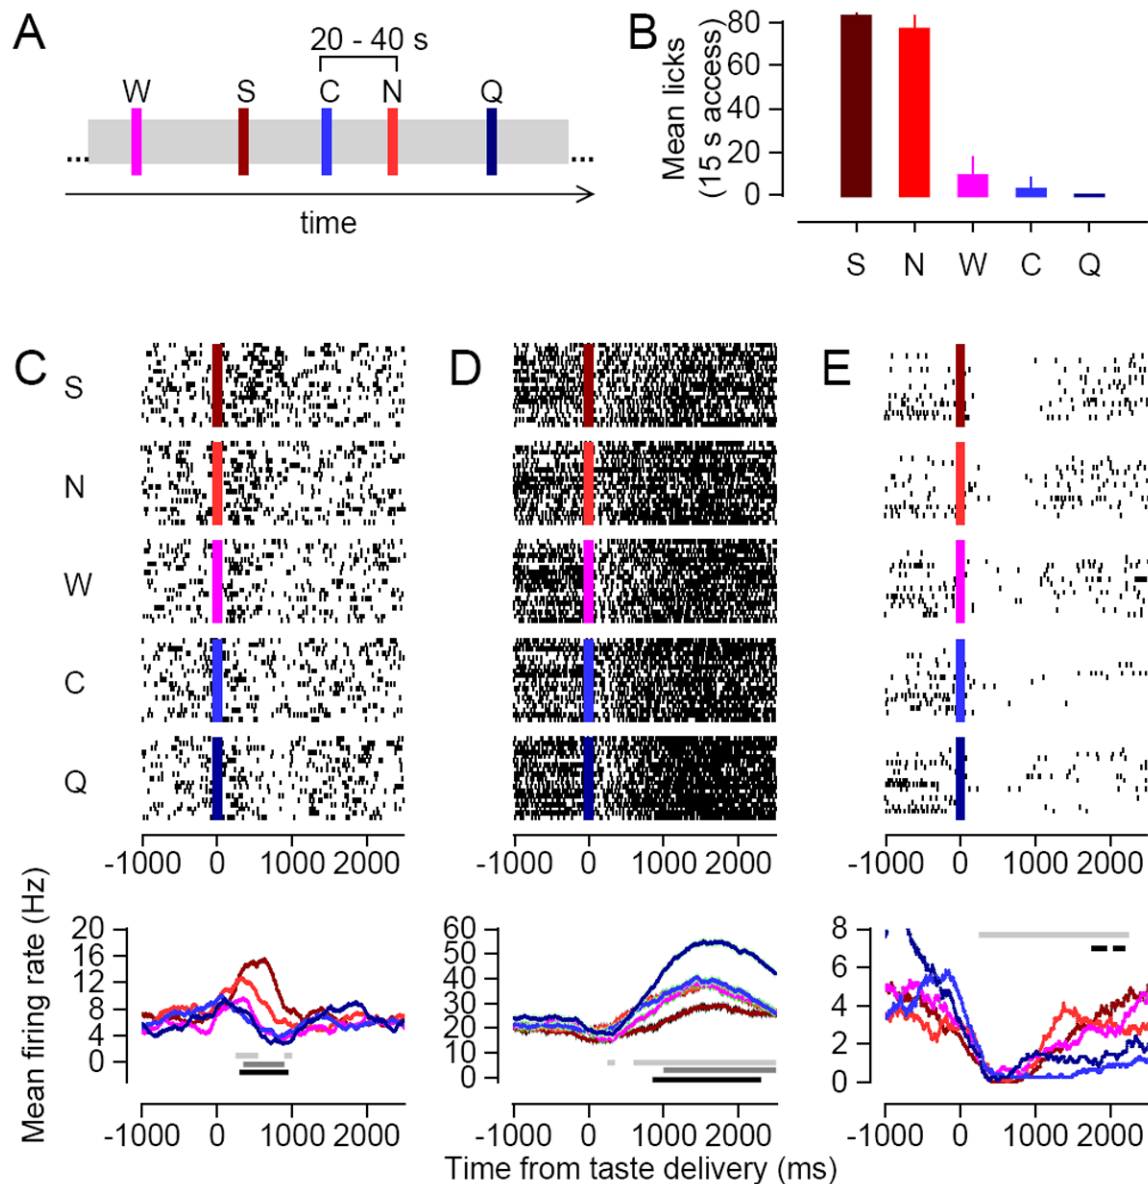 A
20 - 40 s
W S C N Q
... ...
time
B
Mean licks
(15 s access)
80
60
40
20
0
S N W C Q
C D E
S
N
W
C
Q
-1000 0 1000 2000 -1000 0 1000 2000 -1000 0 1000 2000
Mean firing rate (Hz)
20
16
12
8
4
0
60
50
40
30
20
10
0
8
6
4
2
0
-1000 0 1000 2000 -1000 0 1000 2000 -1000 0 1000 2000
Time from taste delivery (ms)